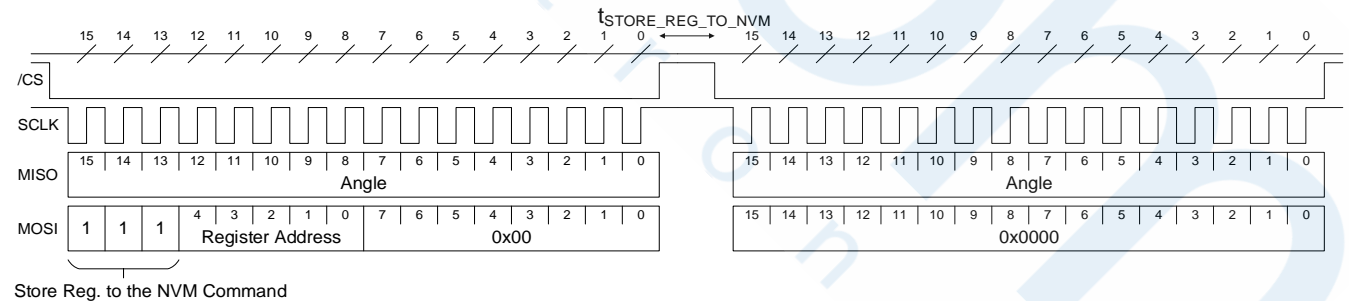 tSTORE_REG_TO_NVM
15 14 13 12 11 10 9 8 7 6 5 4 3 2 1 0 15 14 13 12 11 10 9 8 7 6 5 4 3 2 1 0
/CS
SCLK
15 14 13 12 11 10 9 8 7 6 5 4 3 2 1 0 15 14 13 12 11 10 9 8 7 6 5 4 3 2 1 0
MISO Angle Angle
4 3 2 1 0 7 6 5 4 3 2 1 0 15 14 13 12 11 10 9 8 7 6 5 4 3 2 1 0
MOSI 1 1 1 Register Address 0x00 0x0000
Store Reg. to the NVM Command